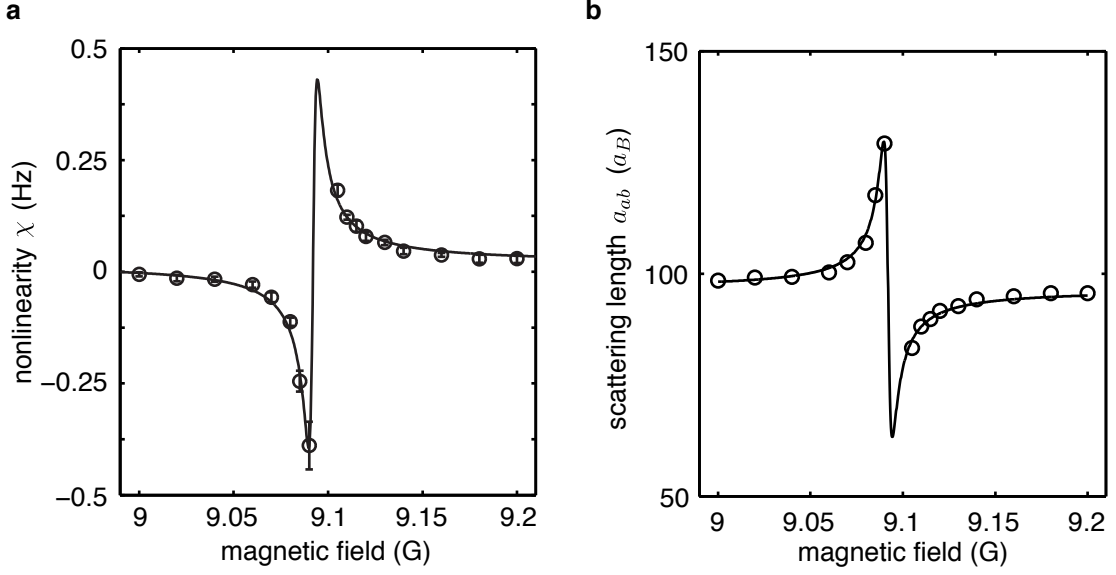 a
0.5
0.25
0
−0.25
−0.5
nonlinearity χ (Hz)
9 9.05 9.1 9.15 9.2
magnetic field (G)
b
150
100
50
scattering length a_ab (a_B)
9 9.05 9.1 9.15 9.2
magnetic field (G)